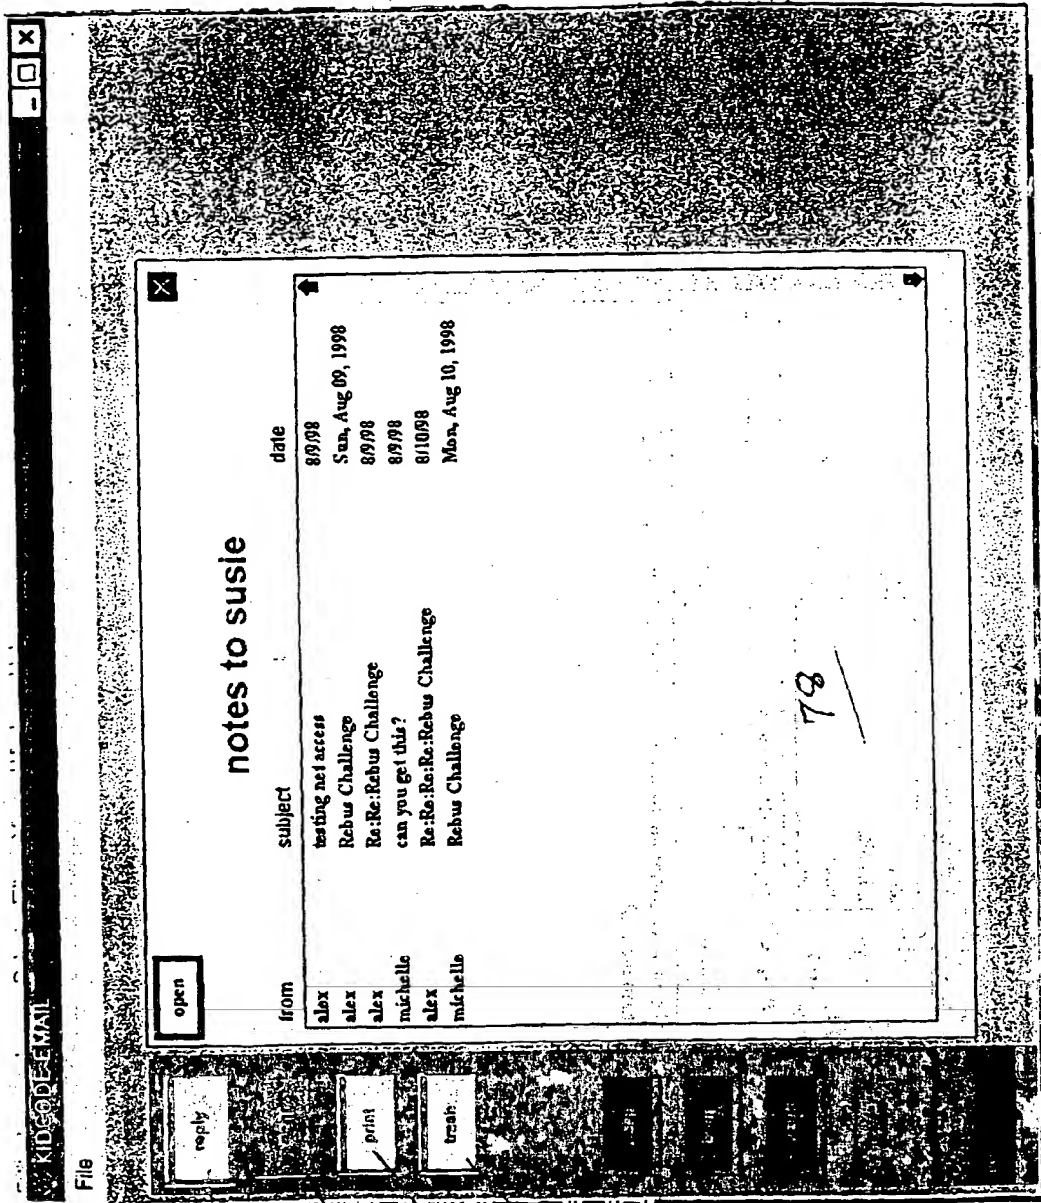 KIDCODE-EMAIL
File
open
notes to susie
from subject date
alex testing net access 8/9/98
alex Rebus Challenge Sun, Aug 09, 1998
alex Re:Re:Rebus Challenge 8/9/98
michelle can you get this? 8/9/98
alex Re:Re:Re:Re:Rebus Challenge 8/10/98
michelle Rebus Challenge Mon, Aug 10, 1998
reply
print
trash
78